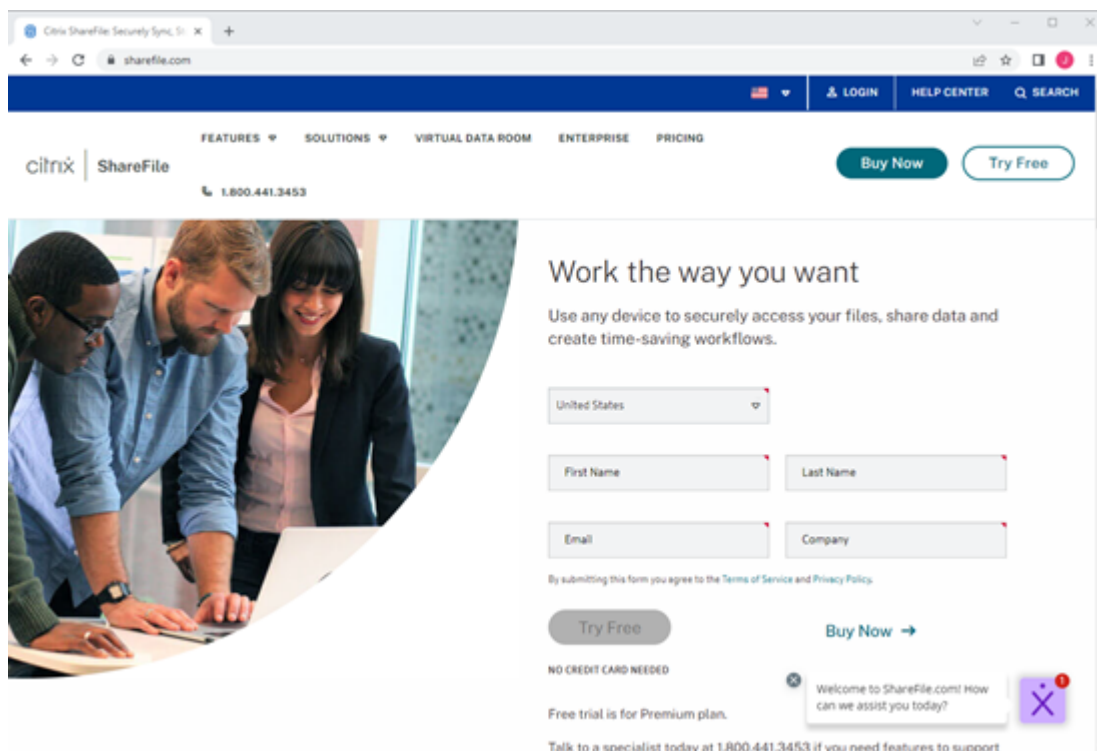 Citrix ShareFile: Securely Sync, St
sharefile.com
LOGIN
HELP CENTER
SEARCH
FEATURES
SOLUTIONS
VIRTUAL DATA ROOM
ENTERPRISE
PRICING
citrix
ShareFile
Buy Now
Try Free
1.800.441.3453
Work the way you want
Use any device to securely access your files, share data and
create time-saving workflows.
United States
First Name
Last Name
Email
Company
By submitting this form you agree to the Terms of Service and Privacy Policy.
Try Free
Buy Now
NO CREDIT CARD NEEDED
Welcome to ShareFile.com! How
can we assist you today?
1
Free trial is for Premium plan.
Talk to a specialist today at 1.800.441.3453 if you need features to support